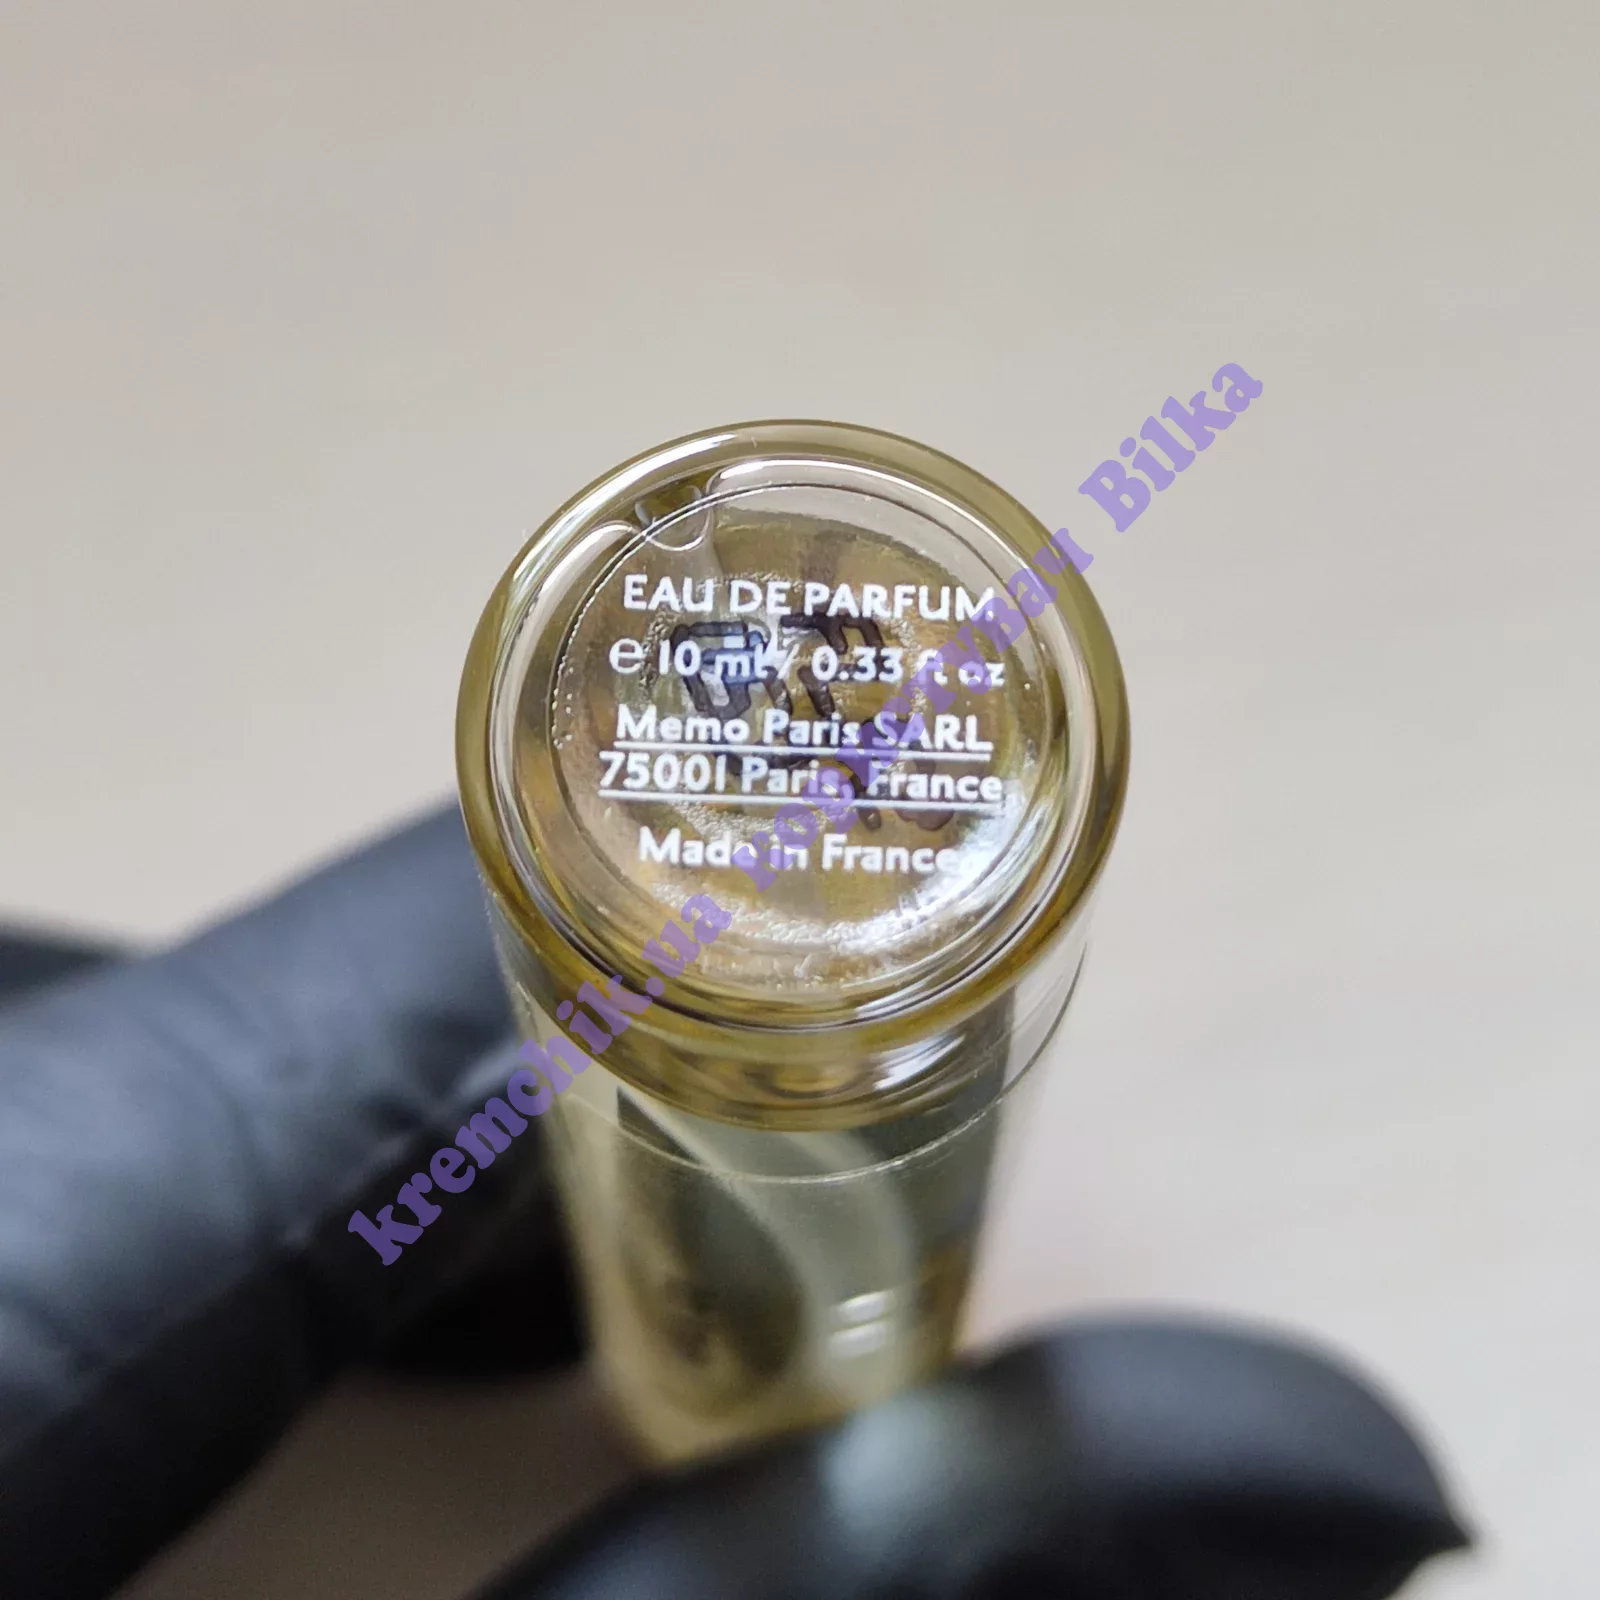 EAU DE PARFUM
℮ 10 ml / 0.33 fl oz
Memo Paris SARL
75001 Paris, France
Made in France
kremchik.ua Bilka